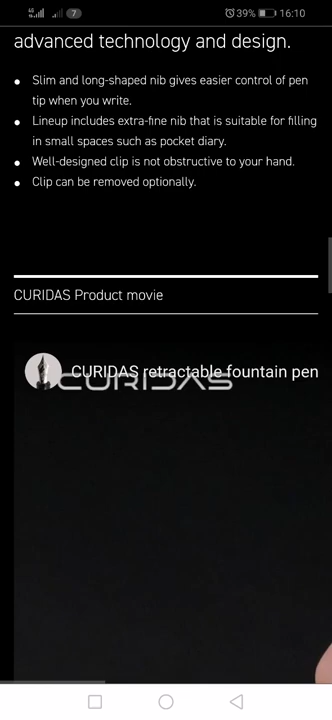 4G 7 39% 16:10
advanced technology and design.
• Slim and long-shaped nib gives easier control of pen
tip when you write.
• Lineup includes extra-fine nib that is suitable for filling
in small spaces such as pocket diary.
• Well-designed clip is not obstructive to your hand.
• Clip can be removed optionally.
CURIDAS Product movie
CURIDAS retractable fountain pen
CURIDAS